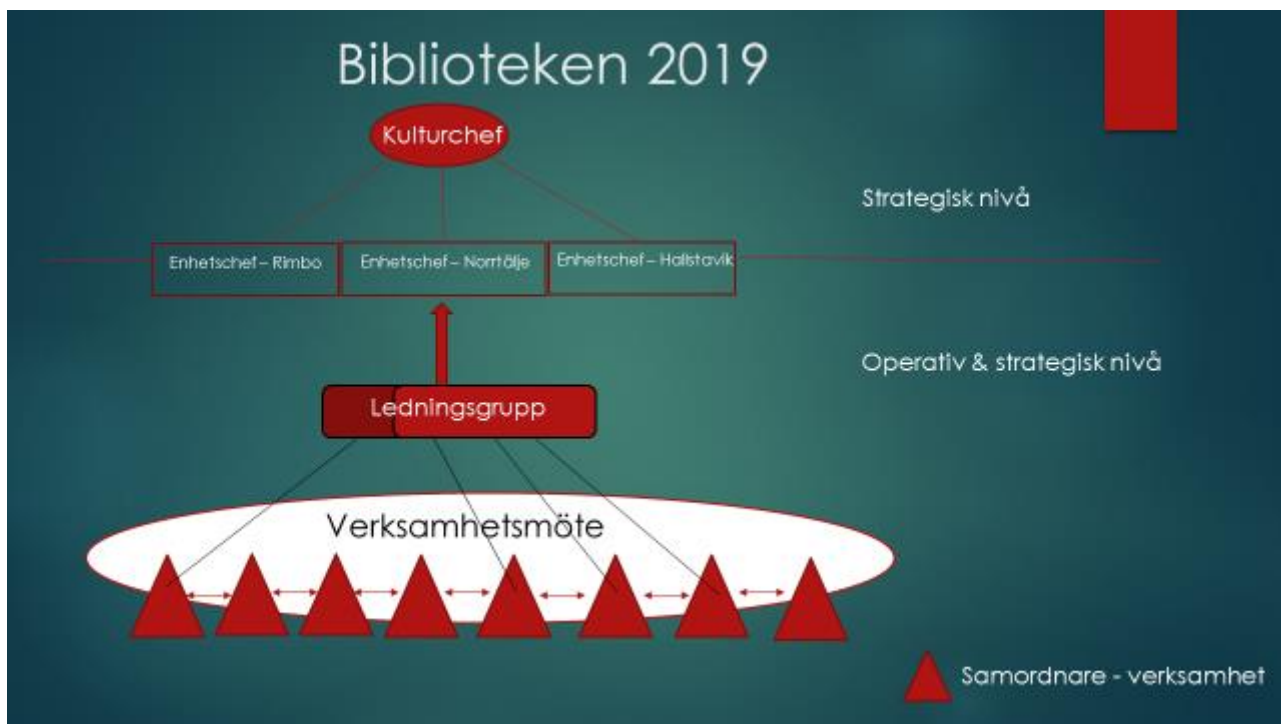 Biblioteken 2019
Kulturchef
Strategisk nivå
Enhetschef – Rimbo
Enhetschef – Norrtälje
Enhetschef – Hallstavik
Operativ & strategisk nivå
Ledningsgrupp
Verksamhetsmöte
Samordnare - verksamhet